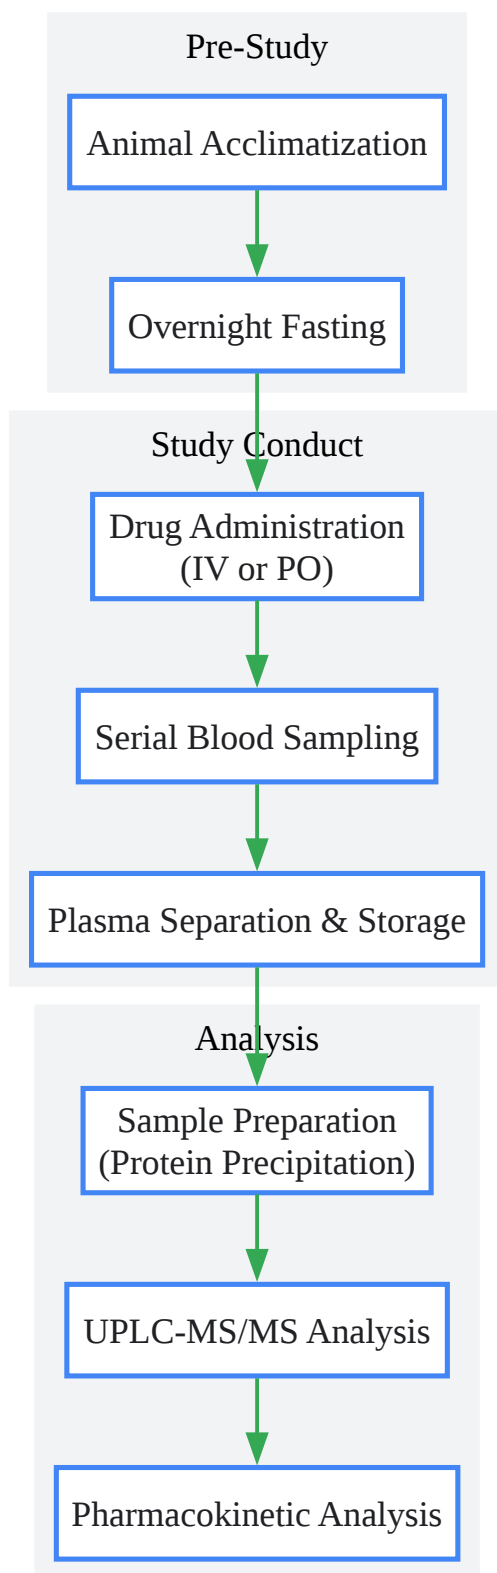 Pre-Study
Animal Acclimatization
Overnight Fasting
Study Conduct
Drug Administration
(IV or PO)
Serial Blood Sampling
Plasma Separation & Storage
Analysis
Sample Preparation
(Protein Precipitation)
UPLC-MS/MS Analysis
Pharmacokinetic Analysis